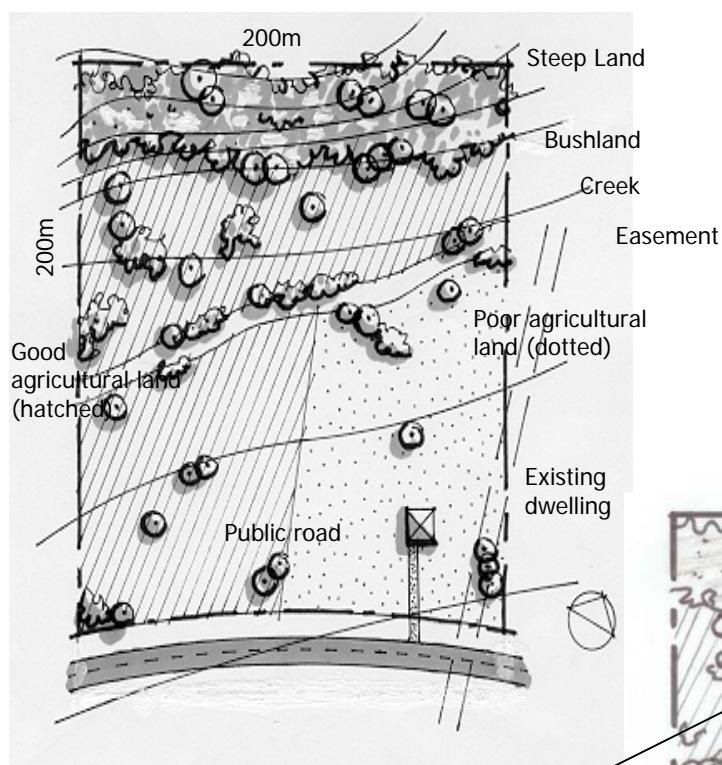 200m
Steep Land
Bushland
Creek
200m
Easement
Poor agricultural
land (dotted)
Good
agricultural land
(hatched)
Existing
dwelling
Public road